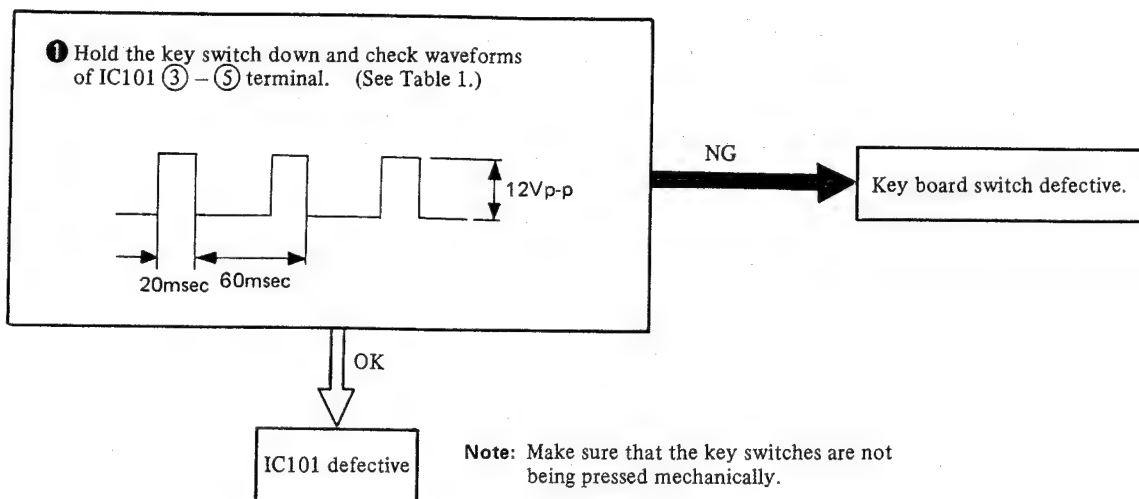 ❶ Hold the key switch down and check waveforms
of IC101 ③ – ⑤ terminal. (See Table 1.)
12Vp-p
20msec 60msec
NG
Key board switch defective.
OK
IC101 defective
Note: Make sure that the key switches are not
being pressed mechanically.